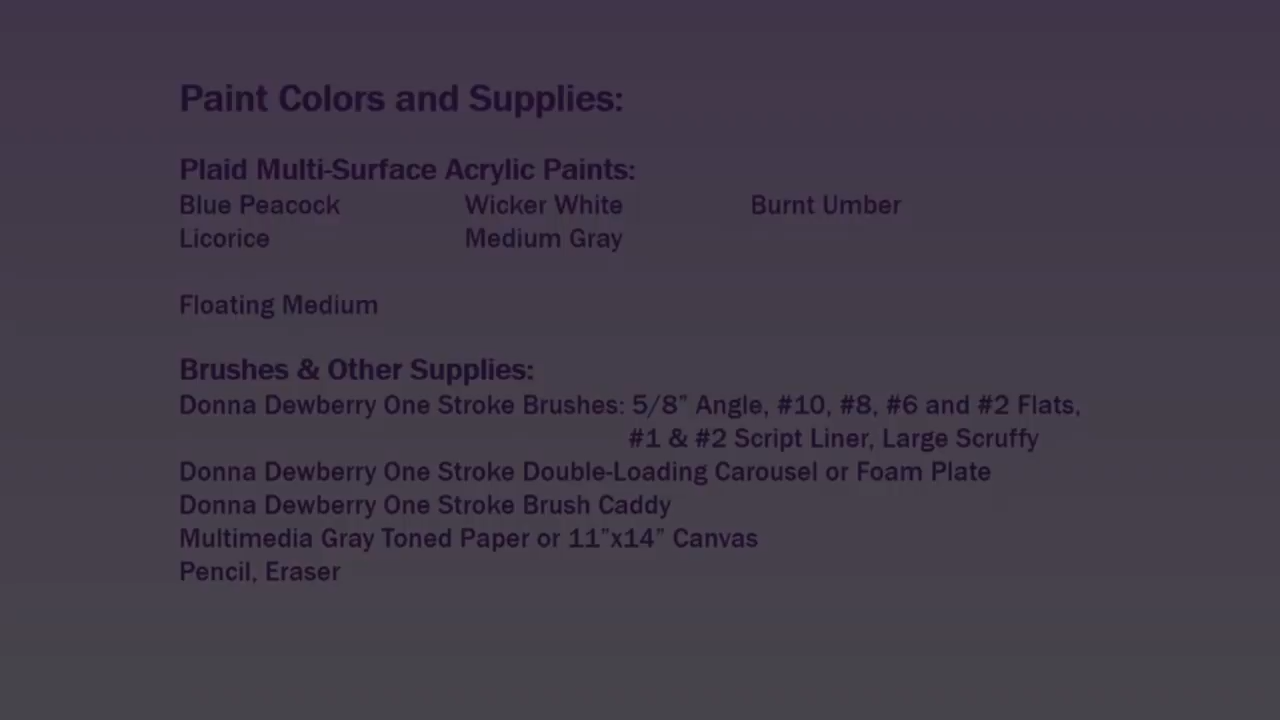 Paint Colors and Supplies:
Plaid Multi-Surface Acrylic Paints:
Blue Peacock Wicker White Burnt Umber
Licorice Medium Gray
Floating Medium
Brushes & Other Supplies:
Donna Dewberry One Stroke Brushes: 5/8” Angle, #10, #8, #6 and #2 Flats,
#1 & #2 Script Liner, Large Scruffy
Donna Dewberry One Stroke Double-Loading Carousel or Foam Plate
Donna Dewberry One Stroke Brush Caddy
Multimedia Gray Toned Paper or 11”x14” Canvas
Pencil, Eraser